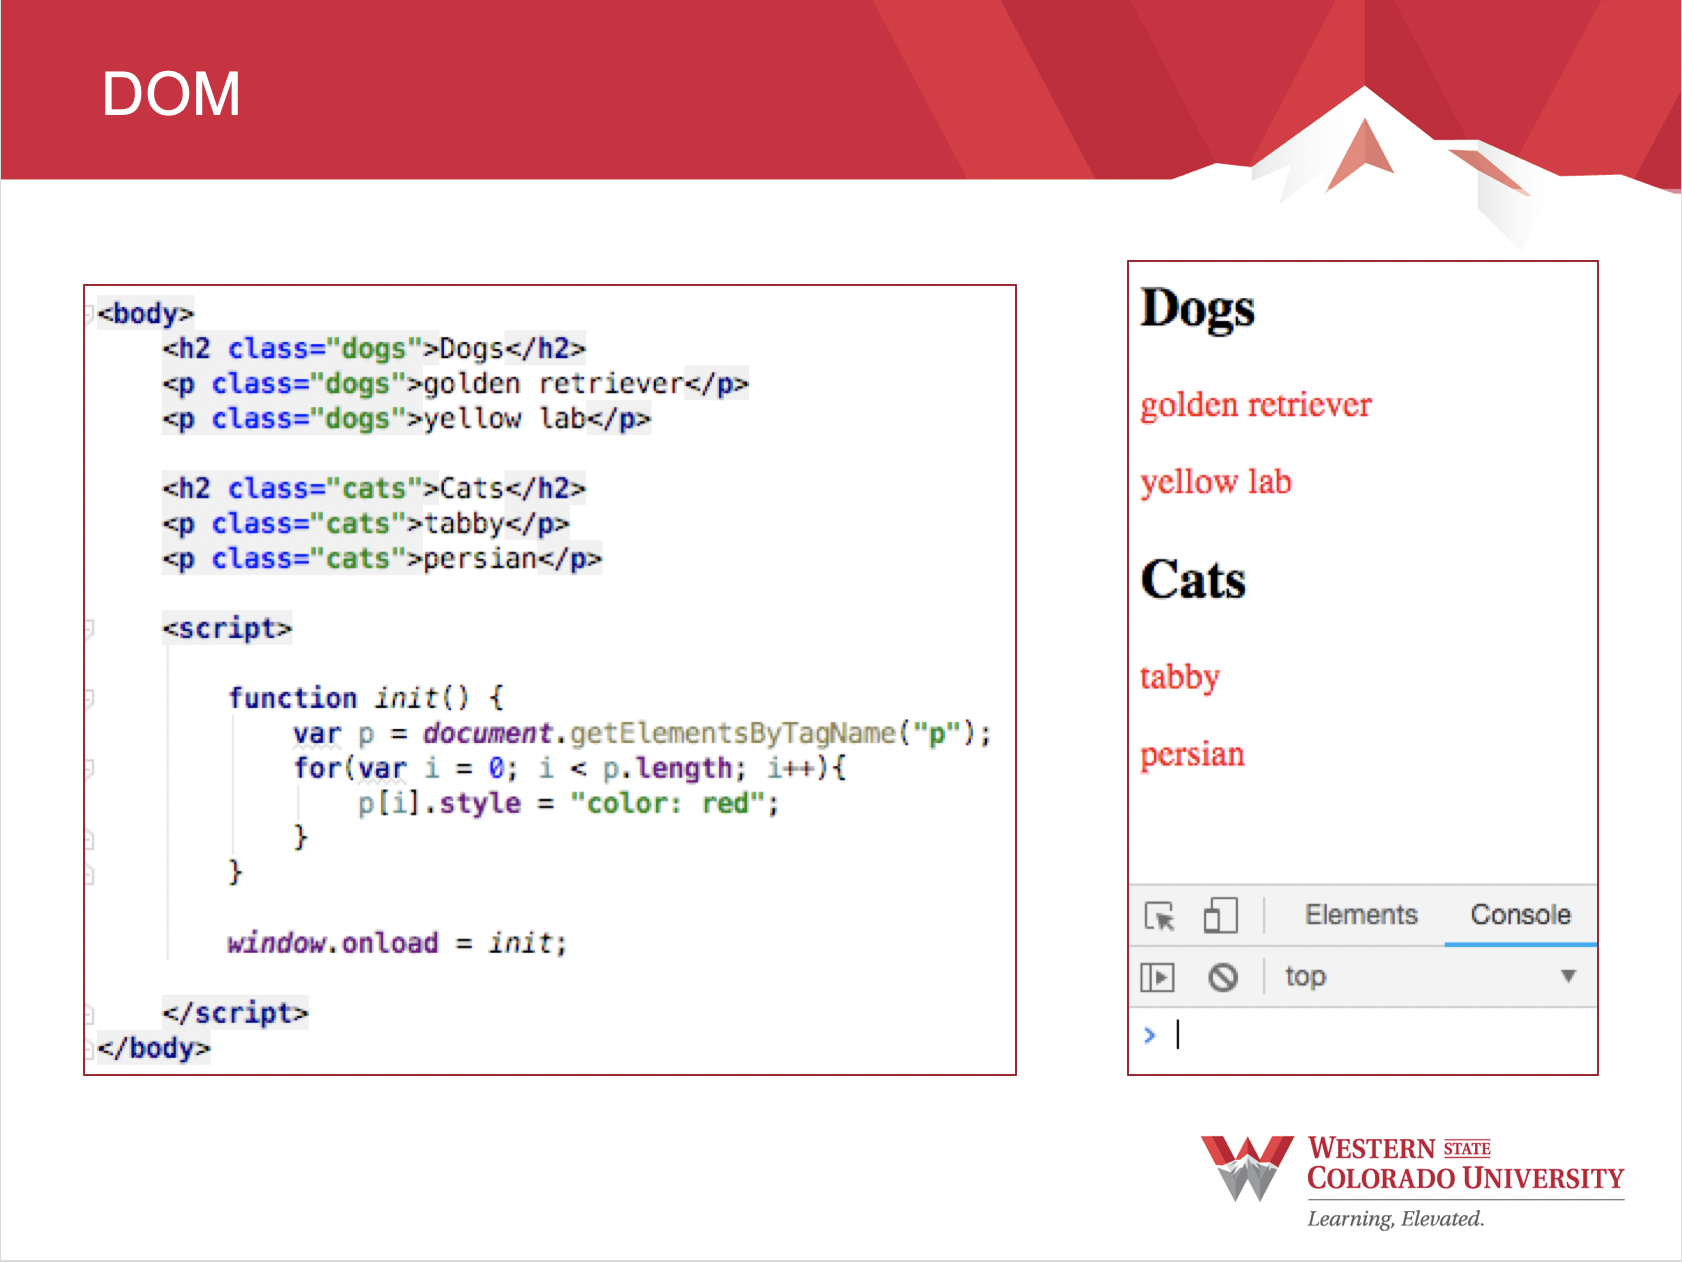 DOM
<body>
<h2 class="dogs">Dogs</h2>
<p class="dogs">golden retriever</p>
<p class="dogs">yellow lab</p>
<h2 class="cats">Cats</h2>
<p class="cats">tabby</p>
<p class="cats">persian</p>
<script>
function init() {
var p = document.getElementsByTagName("p");
for(var i = 0; i < p.length; i++){
p[i].style = "color: red";
}
}
window.onload = init;
</script>
</body>
Dogs
golden retriever
yellow lab
Cats
tabby
persian
Elements Console
top
>
WESTERN STATE
COLORADO UNIVERSITY
Learning, Elevated.